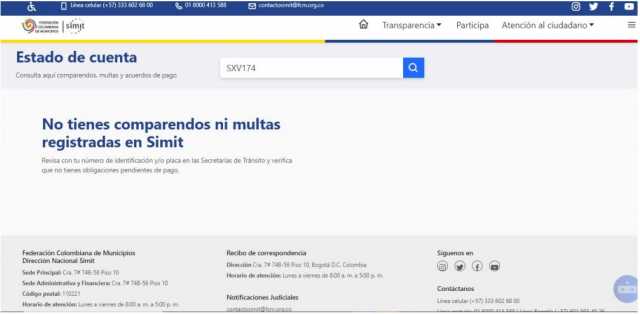 Línea celular (+57) 333 602 66 00
01 8000 413 588
contactosimit@fcm.org.co
FEDERACIÓN COLOMBIANA DE MUNICIPIOS
simit
Transparencia
Participa
Atención al ciudadano
Estado de cuenta
Consulta aquí comparendos, multas y acuerdos de pago
SXV174
No tienes comparendos ni multas
registradas en Simit
Revisa con tu número de identificación y/o placa en las Secretarías de Tránsito y verifica
que no tienes obligaciones pendientes de pago.
Federación Colombiana de Municipios
Dirección Nacional Simit
Sede Principal: Cra. 7# 74B-56 Piso 10
Sede Administrativa y Financiera: Cra. 7# 74B-56 Piso 10
Código postal: 110221
Horario de atención: Lunes a viernes de 8:00 a. m. a 5:00 p. m.
Recibo de correspondencia
Dirección Cra. 7# 74B-56 Piso 10, Bogotá D.C. Colombia
Horario de atención: Lunes a viernes de 8:00 a. m. a 5:00 p. m.
Notificaciones Judiciales
contactosimit@fcm.org.co
Síguenos en
Contáctanos
Línea celular (+57) 333 602 66 00